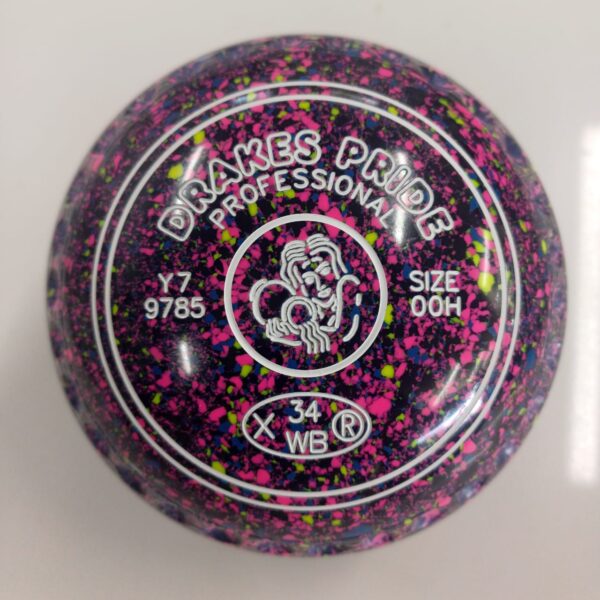 DRAKES PRIDE
PROFESSIONAL
Y7
9785
SIZE
00H
X 34 WB ®